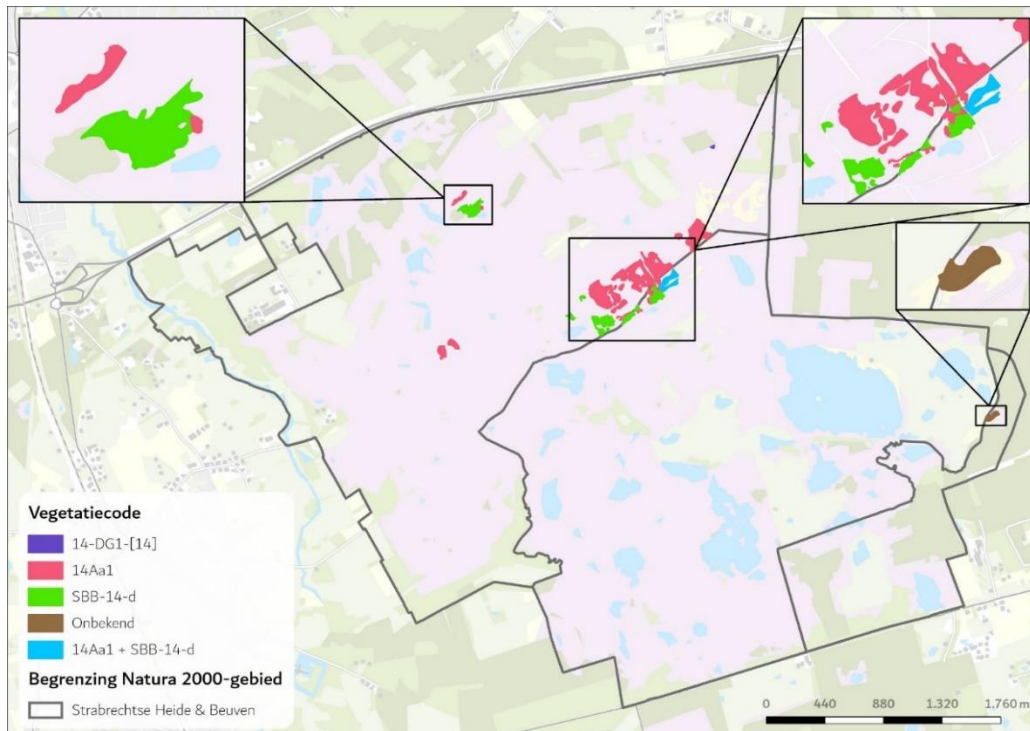 Vegetatiecode
14-DG1-[14]
14Aa1
SBB-14-d
Onbekend
14Aa1 + SBB-14-d
Begrenzing Natura 2000-gebied
Strabrechtse Heide & Beuven
0 440 880 1.320 1.760 m